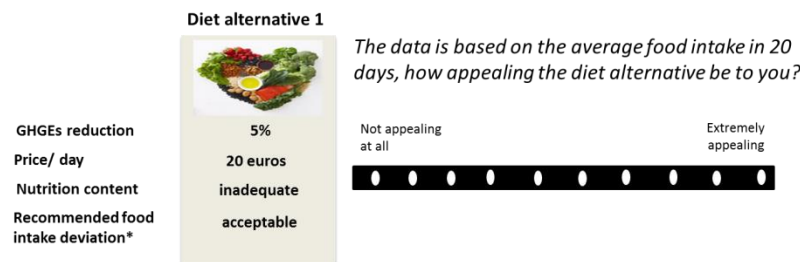 Diet alternative 1
The data is based on the average food intake in 20
days, how appealing the diet alternative be to you?
GHGEs reduction 5%
Price/ day 20 euros
Nutrition content inadequate
Recommended food
intake deviation* acceptable
Not appealing
at all
Extremely
appealing